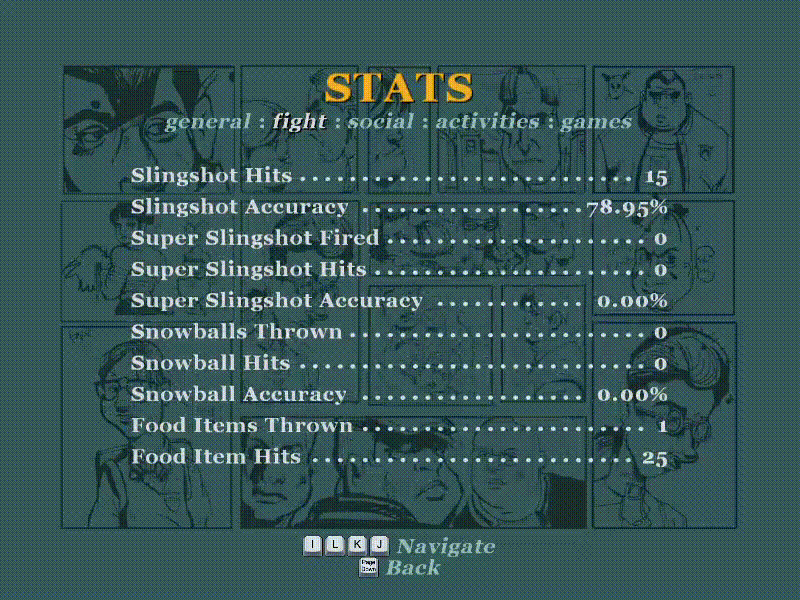 STATS
general : fight : social : activities : games
Slingshot Hits ........................... 15
Slingshot Accuracy ..................78.95%
Super Slingshot Fired ..................... 0
Super Slingshot Hits ...................... 0
Super Slingshot Accuracy ............ 0.00%
Snowballs Thrown ........................ 0
Snowball Hits ............................ 0
Snowball Accuracy .................. 0.00%
Food Items Thrown ....................... 1
Food Item Hits .......................... 25
I L K J Navigate
Page Down Back